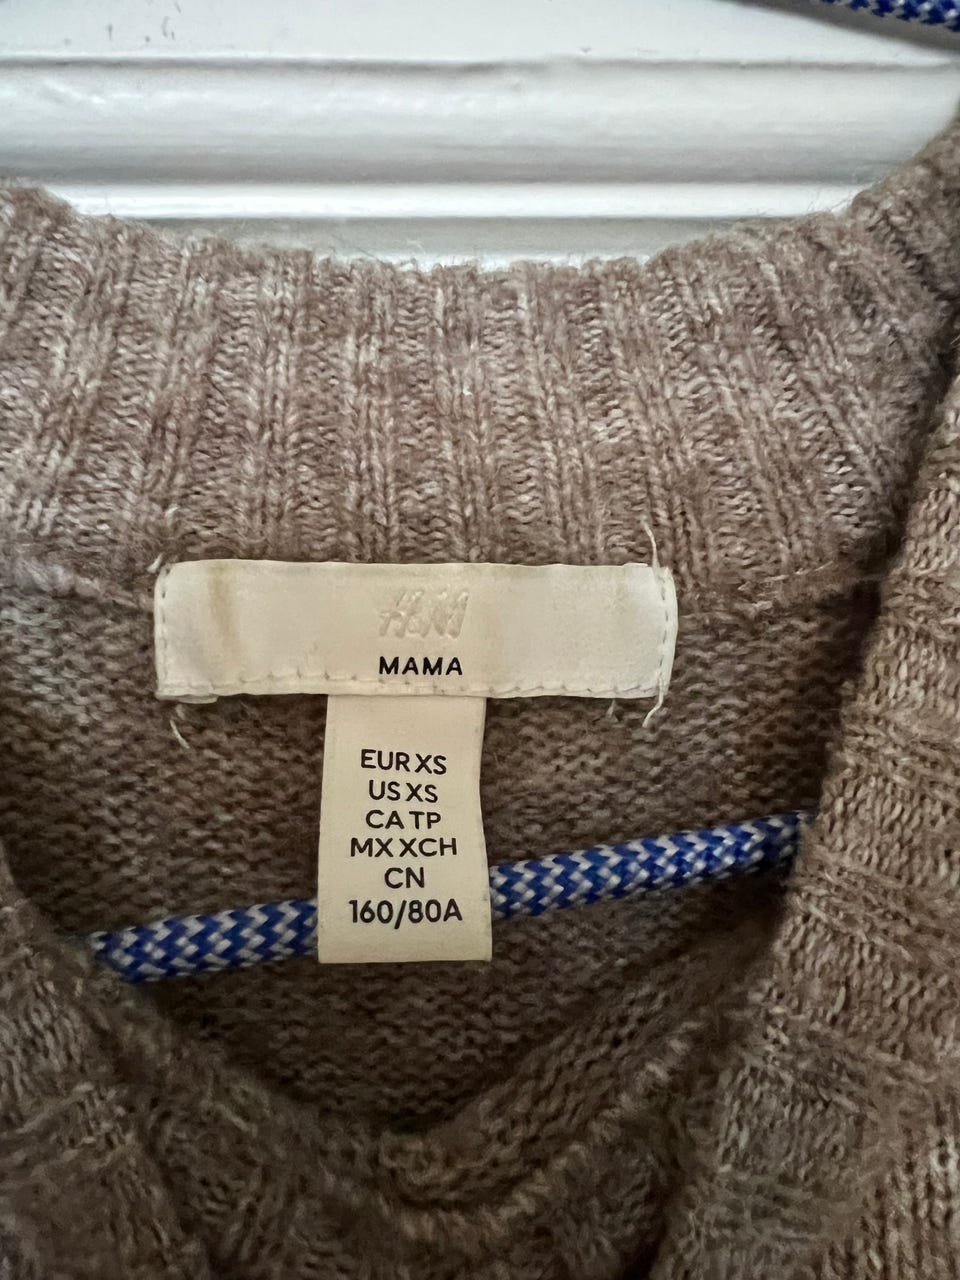 H&M
MAMA
EUR XS
US XS
CA TP
MX XCH
CN
160/80A